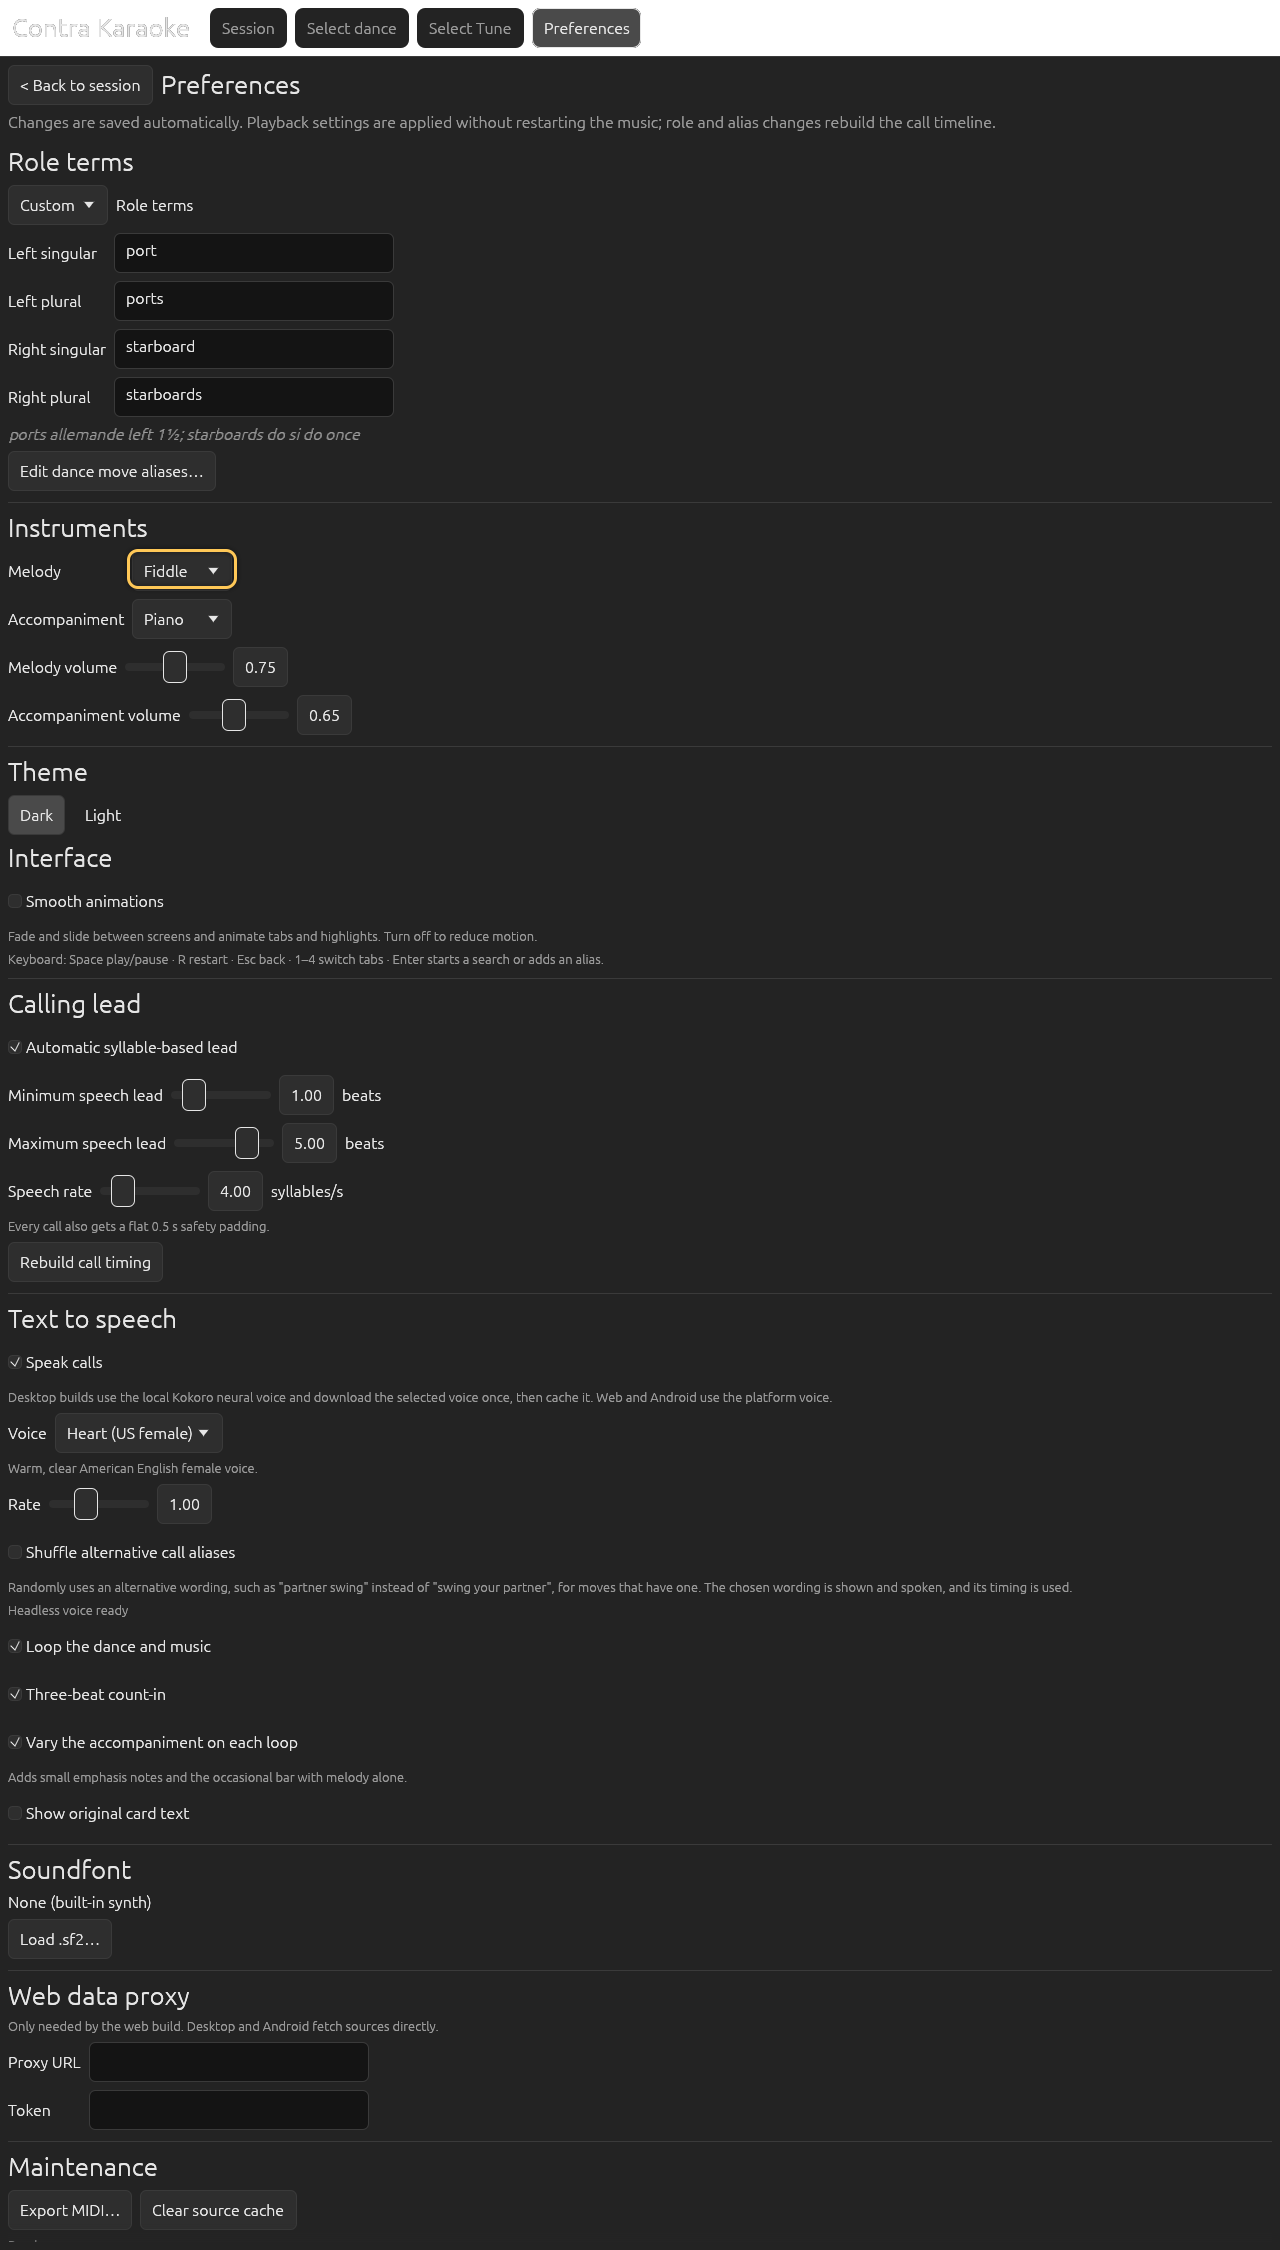 Contra Karaoke Session Select dance Select Tune Preferences
< Back to session Preferences
Changes are saved automatically. Playback settings are applied without restarting the music; role and alias changes rebuild the call timeline.
Role terms
Custom Role terms
Left singular port
Left plural ports
Right singular starboard
Right plural starboards
ports allemande left 1½; starboards do si do once
Edit dance move aliases...
Instruments
Melody Fiddle
Accompaniment Piano
Melody volume 0.75
Accompaniment volume 0.65
Theme
Dark Light
Interface
Smooth animations
Fade and slide between screens and animate tabs and highlights. Turn off to reduce motion.
Keyboard: Space play/pause · R restart · Esc back · 1–4 switch tabs · Enter starts a search or adds an alias.
Calling lead
Automatic syllable-based lead
Minimum speech lead 1.00 beats
Maximum speech lead 5.00 beats
Speech rate 4.00 syllables/s
Every call also gets a flat 0.5 s safety padding.
Rebuild call timing
Text to speech
Speak calls
Desktop builds use the local Kokoro neural voice and download the selected voice once, then cache it. Web and Android use the platform voice.
Voice Heart (US female)
Warm, clear American English female voice.
Rate 1.00
Shuffle alternative call aliases
Randomly uses an alternative wording, such as "partner swing" instead of "swing your partner", for moves that have one. The chosen wording is shown and spoken, and its timing is used.
Headless voice ready
Loop the dance and music
Three-beat count-in
Vary the accompaniment on each loop
Adds small emphasis notes and the occasional bar with melody alone.
Show original card text
Soundfont
None (built-in synth)
Load .sf2...
Web data proxy
Only needed by the web build. Desktop and Android fetch sources directly.
Proxy URL
Token
Maintenance
Export MIDI... Clear source cache